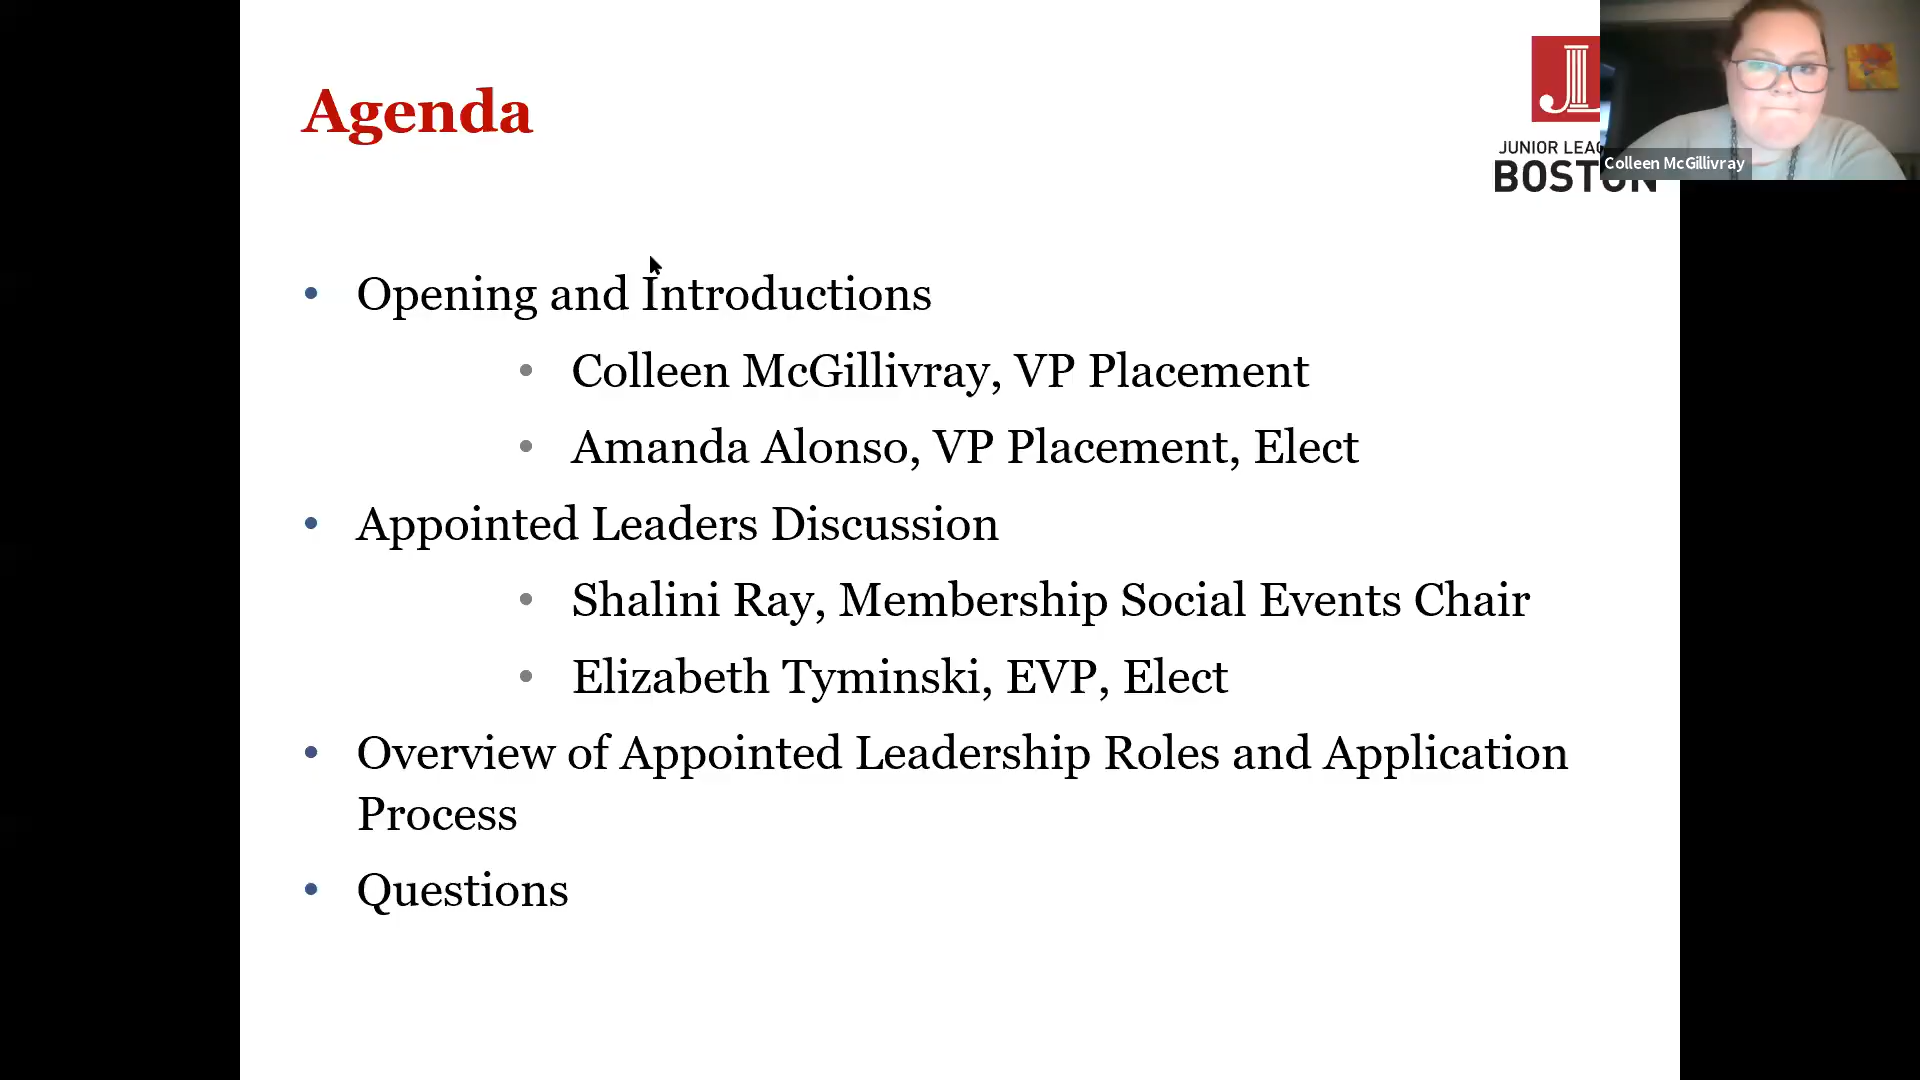 Agenda
JUNIOR LEAG
BOSTON
Colleen McGillivray
• Opening and Introductions
• Colleen McGillivray, VP Placement
• Amanda Alonso, VP Placement, Elect
• Appointed Leaders Discussion
• Shalini Ray, Membership Social Events Chair
• Elizabeth Tyminski, EVP, Elect
• Overview of Appointed Leadership Roles and Application
Process
• Questions